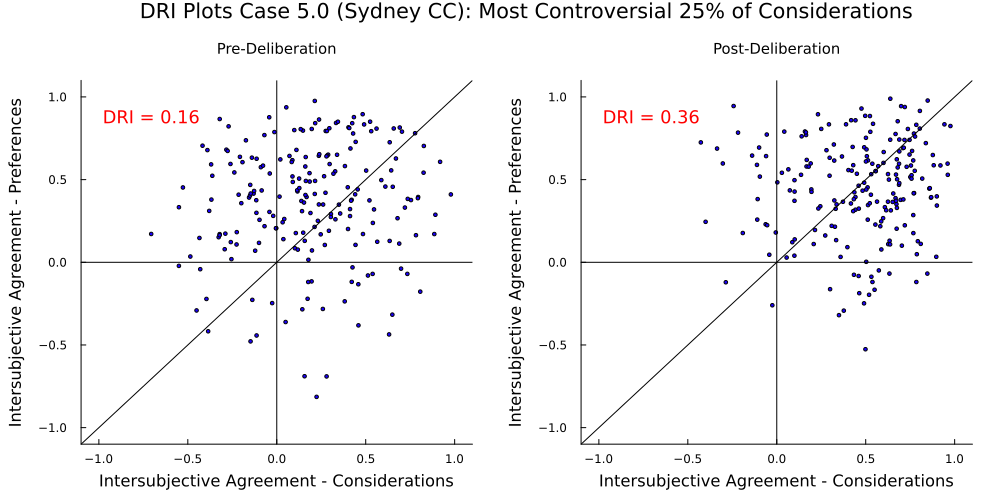 DRI Plots Case 5.0 (Sydney CC): Most Controversial 25% of Considerations
Pre-Deliberation
DRI = 0.16
Intersubjective Agreement - Preferences
1.0
0.5
0.0
−0.5
−1.0
−1.0 −0.5 0.0 0.5 1.0
Intersubjective Agreement - Considerations
Post-Deliberation
DRI = 0.36
Intersubjective Agreement - Preferences
1.0
0.5
0.0
−0.5
−1.0
−1.0 −0.5 0.0 0.5 1.0
Intersubjective Agreement - Considerations